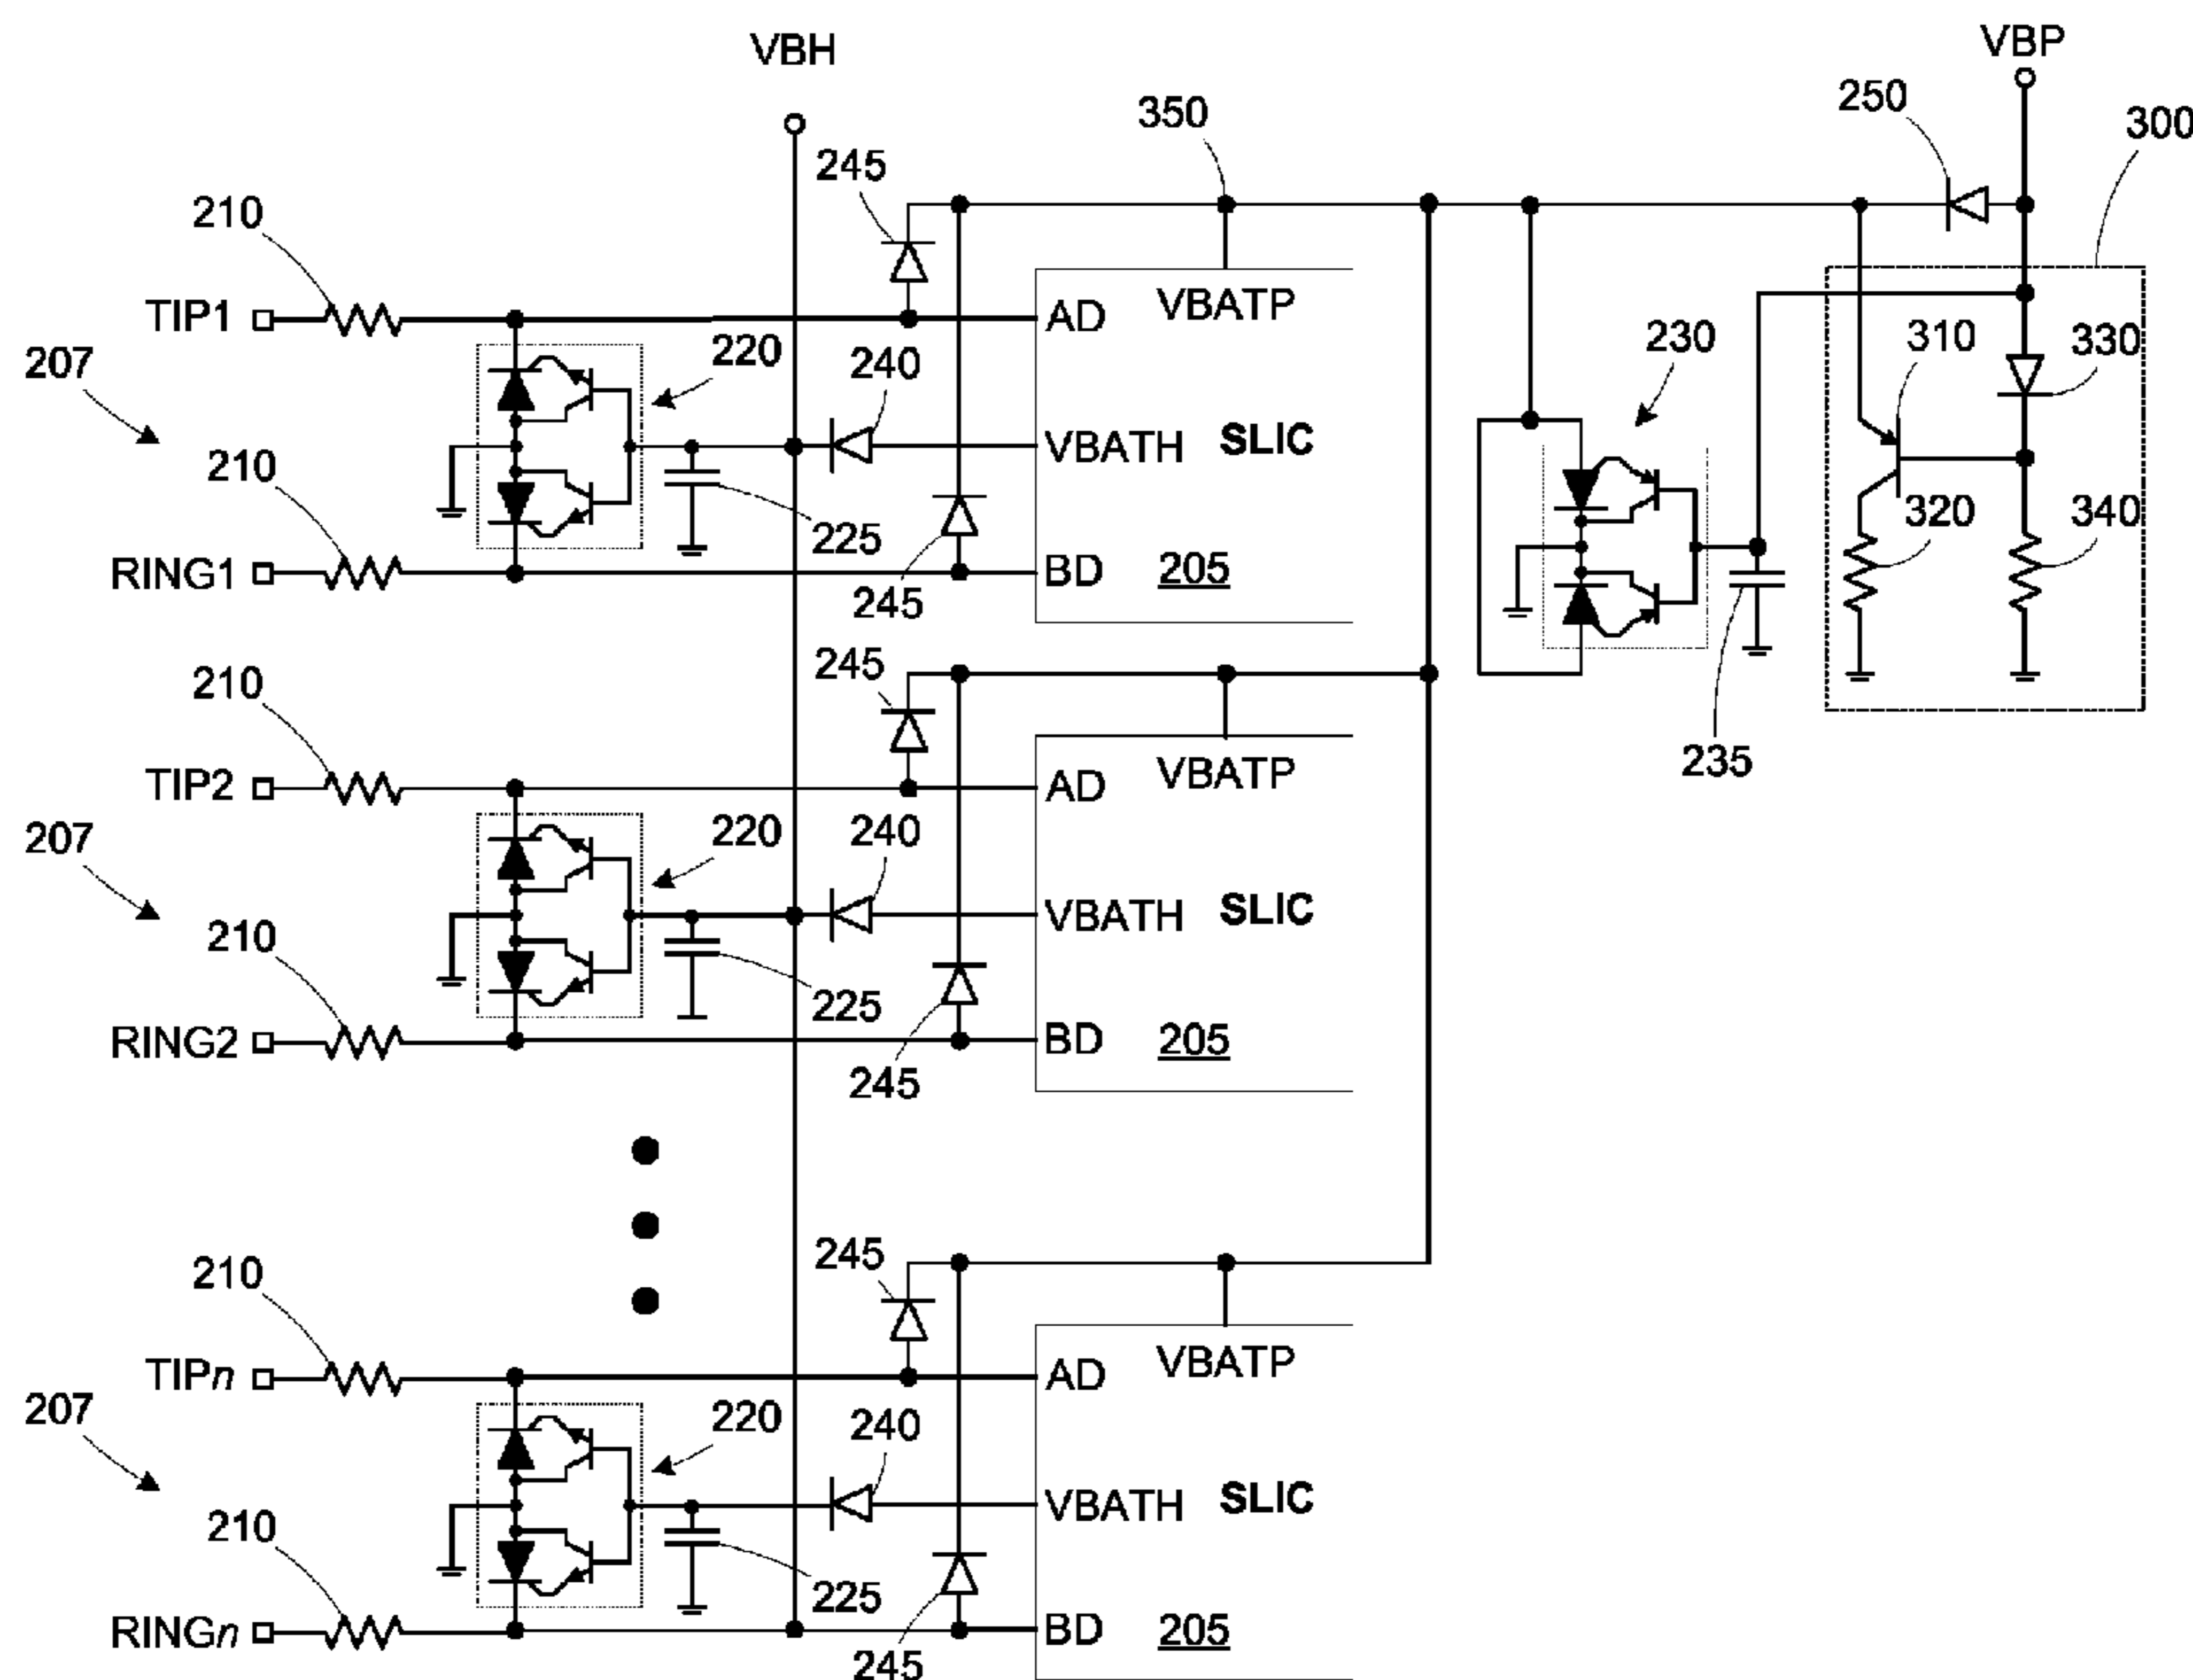 VBH
VBP
350
250
300
245
210
TIP1
AD
VBATP
220
240
207
230
310
330
VBATH
SLIC
210
320
340
225
RING1
245
BD
205
210
245
235
TIP2
AD
VBATP
220
240
207
VBATH
SLIC
210
225
RING2
BD
205
245
245
210
TIPn
AD
VBATP
220
240
207
VBATH
SLIC
210
225
RINGn
BD
205
245